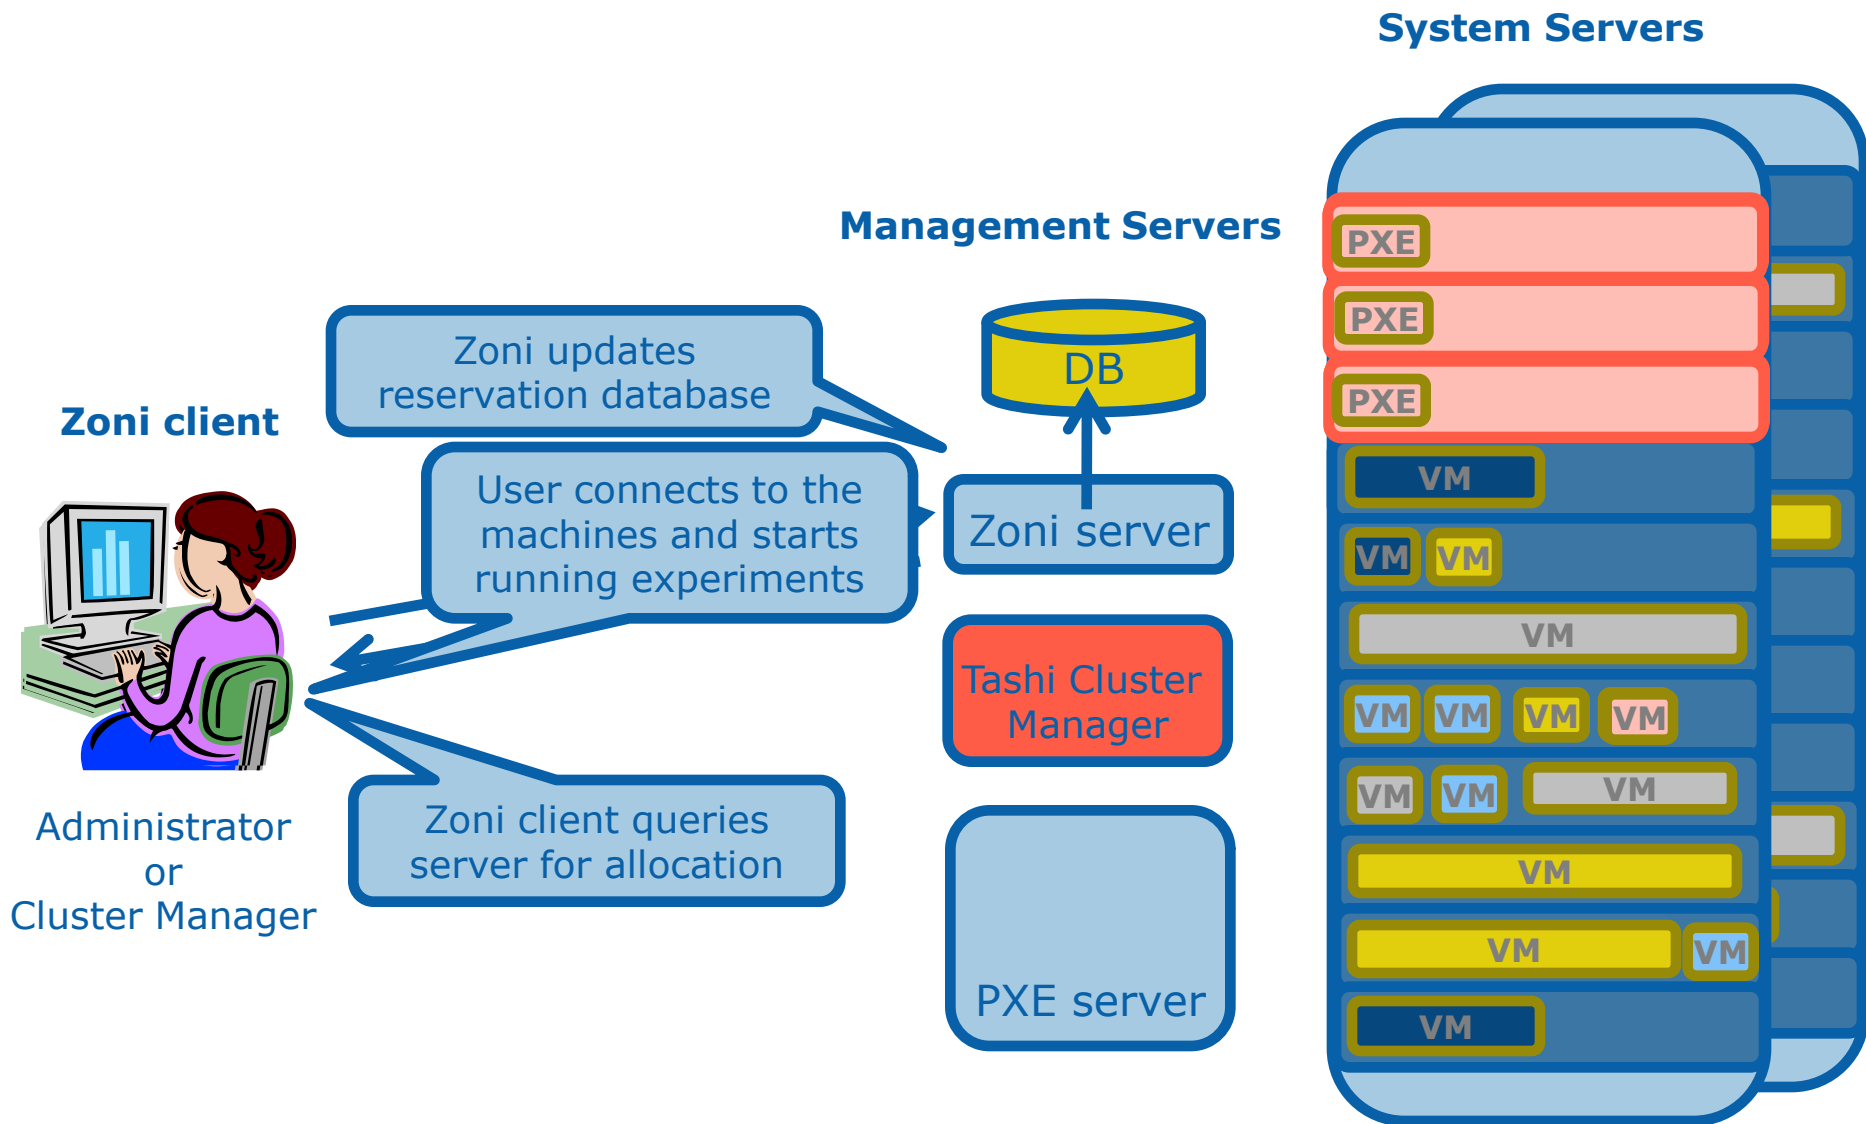 System Servers
Management Servers
Zoni client
Administrator
or
Cluster Manager
Zoni updates
reservation database
User connects to the
machines and starts
running experiments
Zoni client queries
server for allocation
DB
Zoni server
Tashi Cluster
Manager
PXE server
PXE
PXE
PXE
VM
VM VM
VM
VM VM VM VM
VM VM VM
VM
VM VM
VM